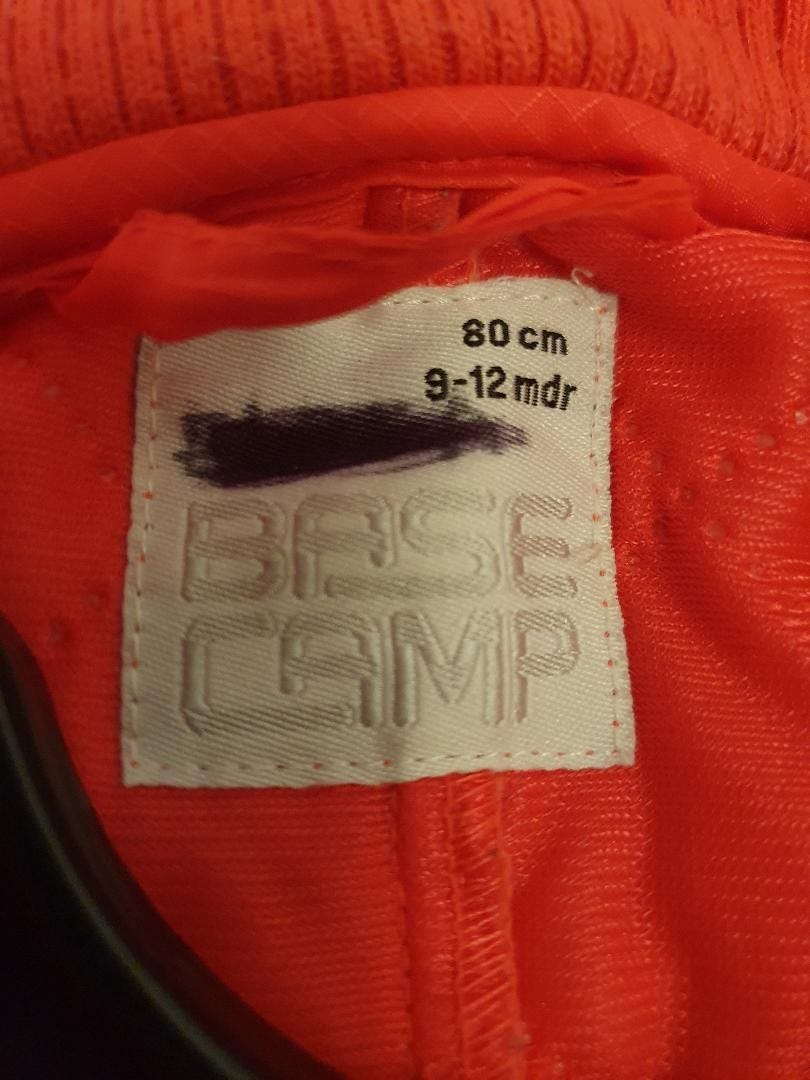 80 cm
9-12 mdr
BASE
CAMP